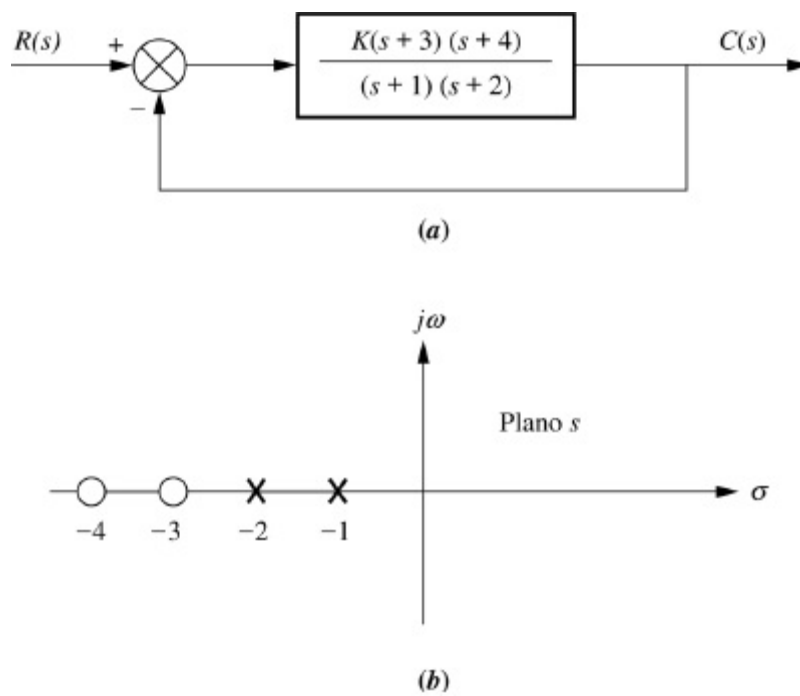 R(s)
+
K(s + 3) (s + 4)
(s + 1) (s + 2)
C(s)
−
(a)
jω
Plano s
σ
−4 −3 −2 −1
(b)